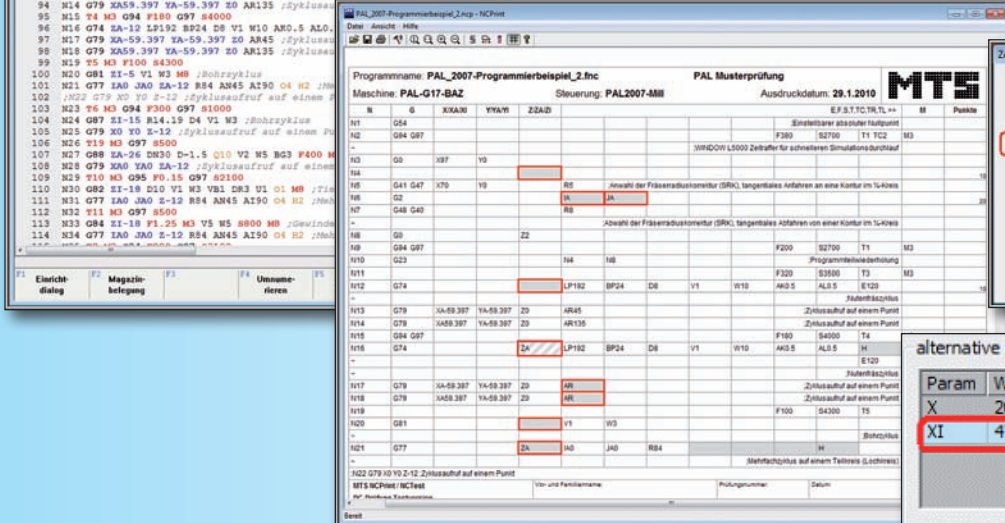 94 N14 G79 XA59.397 YA-59.397 Z0 AR135 ;Zyklusau
95 N15 T4 M3 G94 F180 G97 S4000
96 N16 G74 ZA-12 LP192 BP24 D8 V1 W10 AK0.5 AL0.
97 N17 G79 XA-59.397 YA-59.397 Z0 AR45 ;Zyklusau
98 N18 G79 XA59.397 YA-59.397 Z0 AR135 ;Zyklusau
99 N19 T5 M3 F100 S4300
100 N20 G81 ZI-5 V1 W3 M8 ;Bohrzyklus
101 N21 G77 IA0 JA0 ZA-12 R84 AN45 AI90 O4 H2 ;Meh
102 ;N22 G79 X0 Y0 Z-12 ;Zyklusaufruf auf einem P
103 N23 T6 M3 G94 F300 G97 S1000
104 N24 G87 ZI-15 R14.19 D4 V1 W3 ;Bohrzyklus
105 N25 G79 X0 Y0 Z-12 ;Zyklusaufruf auf einem Pu
106 N26 T19 M3 G97 S500
107 N27 G88 ZA-26 DN30 D-1.5 Q10 V2 W5 BG3 F400 M
108 N28 G79 XA0 YA0 ZA-12 ;Zyklusaufruf auf einem
109 N29 T10 M3 G95 F0.15 G97 S2100
110 N30 G82 ZI-18 D10 V1 W3 VB1 DR3 U1 O1 M8 ;Tie
111 N31 G77 IA0 JA0 Z-12 R84 AN45 AI90 O4 H2 ;Meh
112 N32 T11 M3 G97 S500
113 N33 G84 ZI-18 F1.25 M3 V5 W5 S800 M8 ;Gewinde
114 N34 G77 IA0 JA0 Z-12 R84 AN45 AI90 O4 H2 ;Meh
F1 Einricht-dialog F2 Magazin-belegung F3 F4 Umnume-rieren F5
PAL_2007-Programmierbeispiel_2.ncp - NCPrint
Datei Ansicht Hilfe
Programmname: PAL_2007-Programmierbeispiel_2.fnc PAL Musterprüfung MTS
Maschine: PAL-G17-BAZ Steuerung: PAL2007-Mill Ausdruckdatum: 29.1.2010
N G X/XA/XI Y/YA/YI Z/ZA/ZI E,F,S,T,TC,TR,TL >> M Punkte
N1 G54 ;Einstellbarer absoluter Nullpunkt
N2 G94 G97 F380 S2700 T1 TC2 M3
- ;WINDOW L5000 Zeitraffer für schnelleren Simulationsdurchlauf
N3 G0 X97 Y0
N4
N5 G41 G47 X70 Y0 R5 ;Anwahl der Fräserradiuskorrektur (SRK), tangentiales Anfahren an eine Kontur im ¼-Kreis
N6 G2 IA JA
N7 G48 G40 R8
- ;Abwahl der Fräserradiuskorrektur (SRK), tangentiales Abfahren von einer Kontur im ¼-Kreis
N8 G0 Z2
N9 G94 G97 F200 S2700 T1 M3
N10 G23 N4 N8 ;Programmteilwiederholung
N11 F320 S3500 T3 M3
N12 G74 LP192 BP24 D8 V1 W10 AK0.5 AL0.5 E120
- ;Nutenfräszyklus
N13 G79 XA-59.397 YA-59.397 Z0 AR45 ;Zyklusaufruf auf einem Punkt
N14 G79 XA59.397 YA-59.397 Z0 AR135 ;Zyklusaufruf auf einem Punkt
N15 G94 G97 F180 S4000 T4
N16 G74 ZA LP192 BP24 D8 V1 W10 AK0.5 AL0.5 H
- E120
- ;Nutenfräszyklus
N17 G79 XA-59.397 YA-59.397 Z0 AR ;Zyklusaufruf auf einem Punkt
N18 G79 XA59.397 YA-59.397 Z0 AR ;Zyklusaufruf auf einem Punkt
N19 F100 S4300 T5
N20 G81 V1 W3
- ;Bohrzyklus
N21 G77 ZA IA0 JA0 R84 H
- ;Mehrfachzyklus auf einem Teilkreis (Lochkreis)
;N22 G79 X0 Y0 Z-12 ;Zyklusaufruf auf einem Punkt
MTS NCPrint / NCTest Vor- und Familienname: Prüfungsnummer: Datum:
Bereit
alternative
Param W
X 2
XI 4